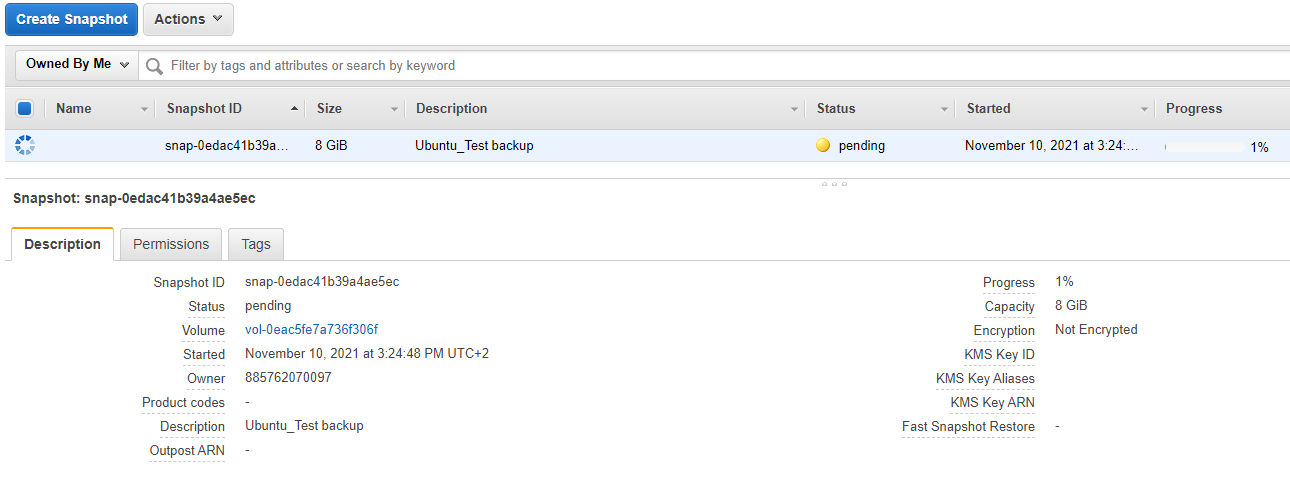 Create Snapshot Actions
Owned By Me Filter by tags and attributes or search by keyword
Name Snapshot ID Size Description Status Started Progress
snap-0edac41b39a... 8 GiB Ubuntu_Test backup pending November 10, 2021 at 3:24:... 1%
Snapshot: snap-0edac41b39a4ae5ec
Description Permissions Tags
Snapshot ID snap-0edac41b39a4ae5ec Progress 1%
Status pending Capacity 8 GiB
Volume vol-0eac5fe7a736f306f Encryption Not Encrypted
Started November 10, 2021 at 3:24:48 PM UTC+2 KMS Key ID
Owner 885762070097 KMS Key Aliases
Product codes - KMS Key ARN
Description Ubuntu_Test backup Fast Snapshot Restore -
Outpost ARN -